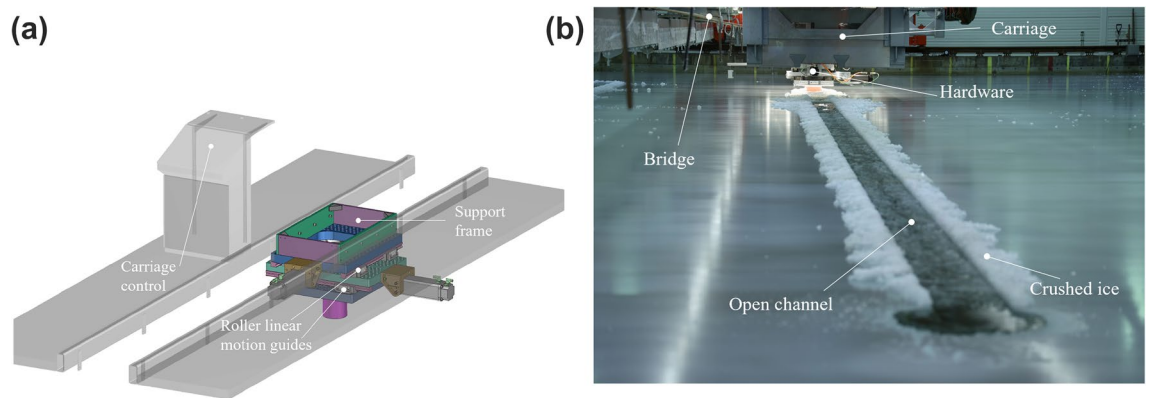 (a)
Support
frame
Carriage
control
Roller linear
motion guides
(b)
Carriage
Hardware
Bridge
Open channel
Crushed ice